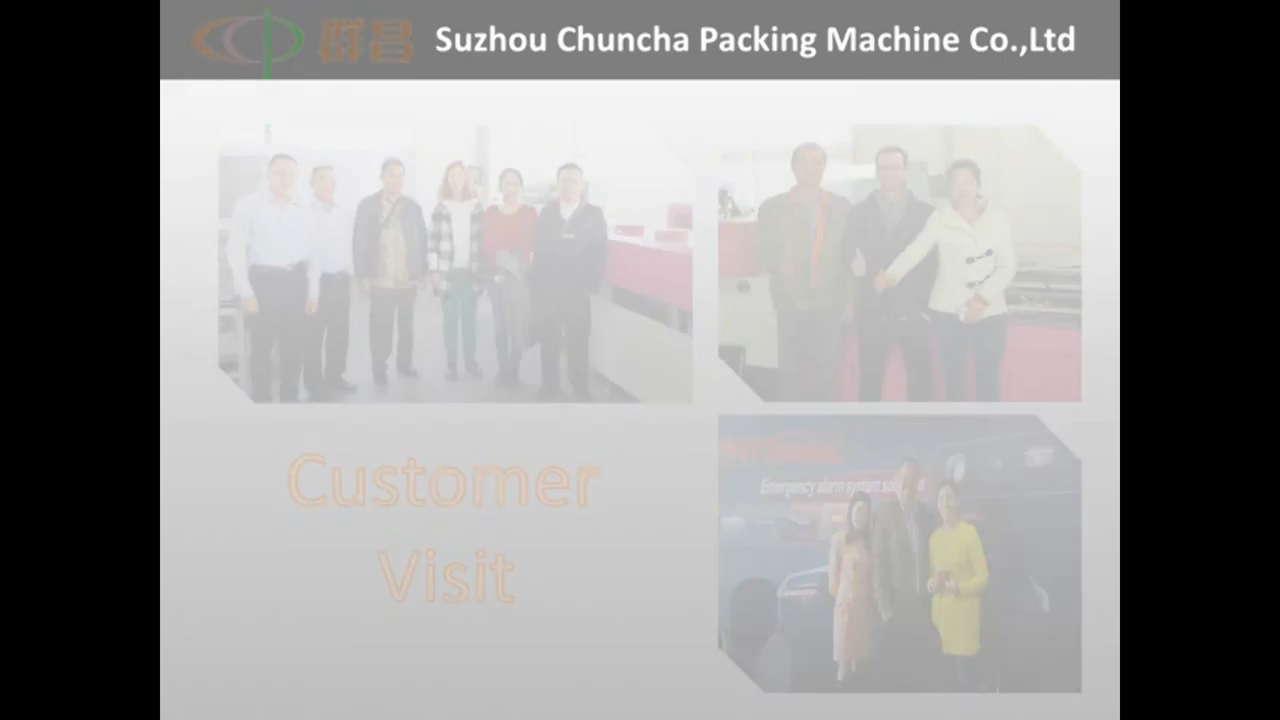 群昌 Suzhou Chuncha Packing Machine Co.,Ltd
Emergency alarm system
Customer
Visit